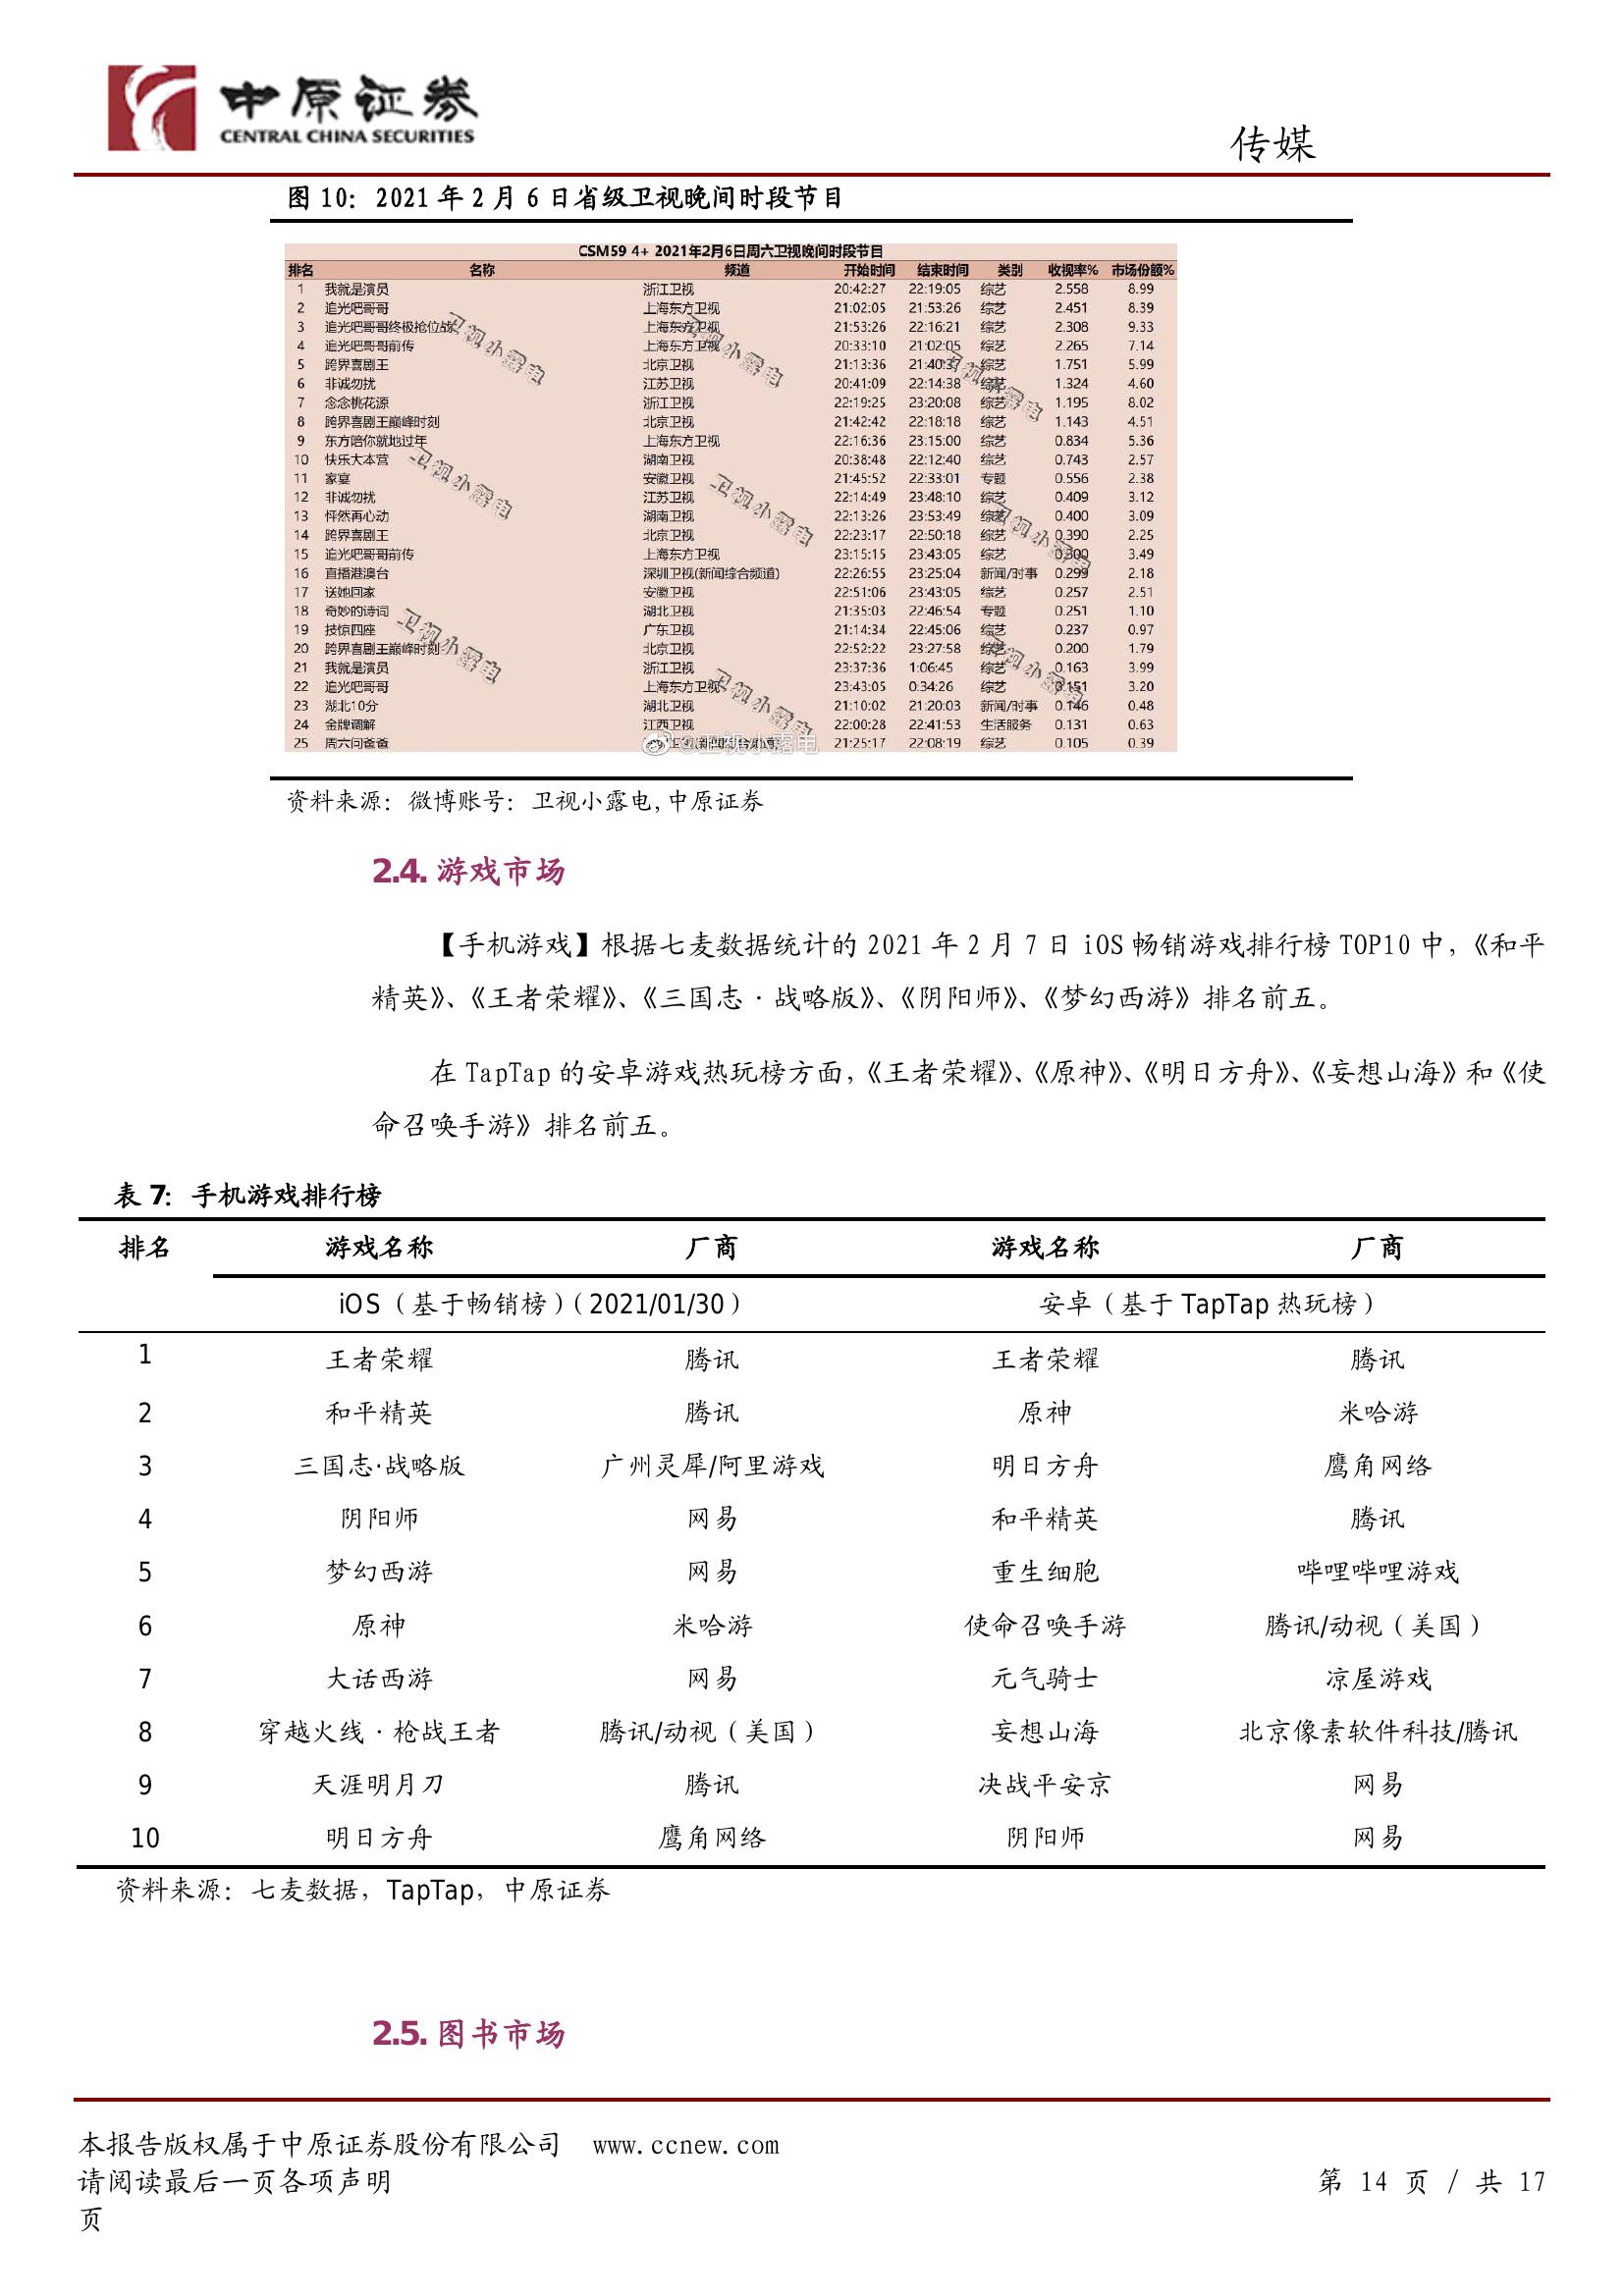 中原证券
CENTRAL CHINA SECURITIES
传媒
图 10：2021 年 2 月 6 日省级卫视晚间时段节目
CSM59 4+ 2021年2月6日周六卫视晚间时段节目
排名 名称 频道 开始时间 结束时间 类别 收视率% 市场份额%
1 我就是演员 浙江卫视 20:42:27 22:19:05 综艺 2.558 8.99
2 追光吧哥哥 上海东方卫视 21:02:05 21:53:26 综艺 2.451 8.39
3 追光吧哥哥终极抢位战 上海东方卫视 21:53:26 22:16:21 综艺 2.308 9.33
4 追光吧哥哥前传 上海东方卫视 20:33:10 21:02:05 综艺 2.265 7.14
5 跨界喜剧王 北京卫视 21:13:36 综艺 1.751 5.99
6 非诚勿扰 江苏卫视 20:41:09 22:14:38 综艺 1.324 4.60
7 念念桃花源 浙江卫视 22:19:25 23:20:08 综艺 1.195 8.02
8 跨界喜剧王巅峰时刻 北京卫视 21:42:42 22:18:18 综艺 1.143 4.51
9 东方陪你就地过年 上海东方卫视 22:16:36 23:15:00 综艺 0.834 5.36
10 快乐大本营 湖南卫视 20:38:48 22:12:40 综艺 0.743 2.57
11 家宴 安徽卫视 21:45:52 22:33:01 专题 0.556 2.38
12 非诚勿扰 江苏卫视 22:14:49 23:48:10 综艺 0.409 3.12
13 怦然再心动 湖南卫视 22:13:26 23:53:49 综艺 0.400 3.09
14 跨界喜剧王 北京卫视 22:23:17 22:50:18 综艺 0.390 2.25
15 追光吧哥哥前传 上海东方卫视 23:15:15 23:43:05 综艺 0.300 3.49
16 直播港澳台 深圳卫视(新闻综合频道) 22:26:55 23:25:04 新闻/时事 0.299 2.18
17 送她回家 安徽卫视 22:51:06 23:43:05 综艺 0.257 2.51
18 奇妙的诗词 湖北卫视 21:35:03 22:46:54 专题 0.251 1.10
19 技惊四座 广东卫视 21:14:34 22:45:06 综艺 0.237 0.97
20 跨界喜剧王巅峰时刻 北京卫视 22:52:22 23:27:58 综艺 0.200 1.79
21 我就是演员 浙江卫视 23:37:36 1:06:45 综艺 0.163 3.99
22 追光吧哥哥 上海东方卫视 23:43:05 0:34:26 综艺 0.151 3.20
23 湖北10分 湖北卫视 21:10:02 21:20:03 新闻/时事 0.146 0.48
24 金牌调解 江西卫视 22:00:28 22:41:53 生活服务 0.131 0.63
25 周六问爸爸 21:25:17 22:08:19 综艺 0.105 0.39
@卫视小露电
资料来源：微博账号：卫视小露电,中原证券
2.4. 游戏市场
【手机游戏】根据七麦数据统计的 2021 年 2 月 7 日 iOS 畅销游戏排行榜 TOP10 中，《和平
精英》、《王者荣耀》、《三国志·战略版》、《阴阳师》、《梦幻西游》排名前五。
在 TapTap 的安卓游戏热玩榜方面，《王者荣耀》、《原神》、《明日方舟》、《妄想山海》和《使
命召唤手游》排名前五。
表 7：手机游戏排行榜
排名 游戏名称 厂商 游戏名称 厂商
iOS（基于畅销榜）（2021/01/30） 安卓（基于 TapTap 热玩榜）
1 王者荣耀 腾讯 王者荣耀 腾讯
2 和平精英 腾讯 原神 米哈游
3 三国志·战略版 广州灵犀/阿里游戏 明日方舟 鹰角网络
4 阴阳师 网易 和平精英 腾讯
5 梦幻西游 网易 重生细胞 哔哩哔哩游戏
6 原神 米哈游 使命召唤手游 腾讯/动视（美国）
7 大话西游 网易 元气骑士 凉屋游戏
8 穿越火线·枪战王者 腾讯/动视（美国） 妄想山海 北京像素软件科技/腾讯
9 天涯明月刀 腾讯 决战平安京 网易
10 明日方舟 鹰角网络 阴阳师 网易
资料来源：七麦数据，TapTap，中原证券
2.5. 图书市场
本报告版权属于中原证券股份有限公司 www.ccnew.com
请阅读最后一页各项声明 第 14 页 / 共 17
页